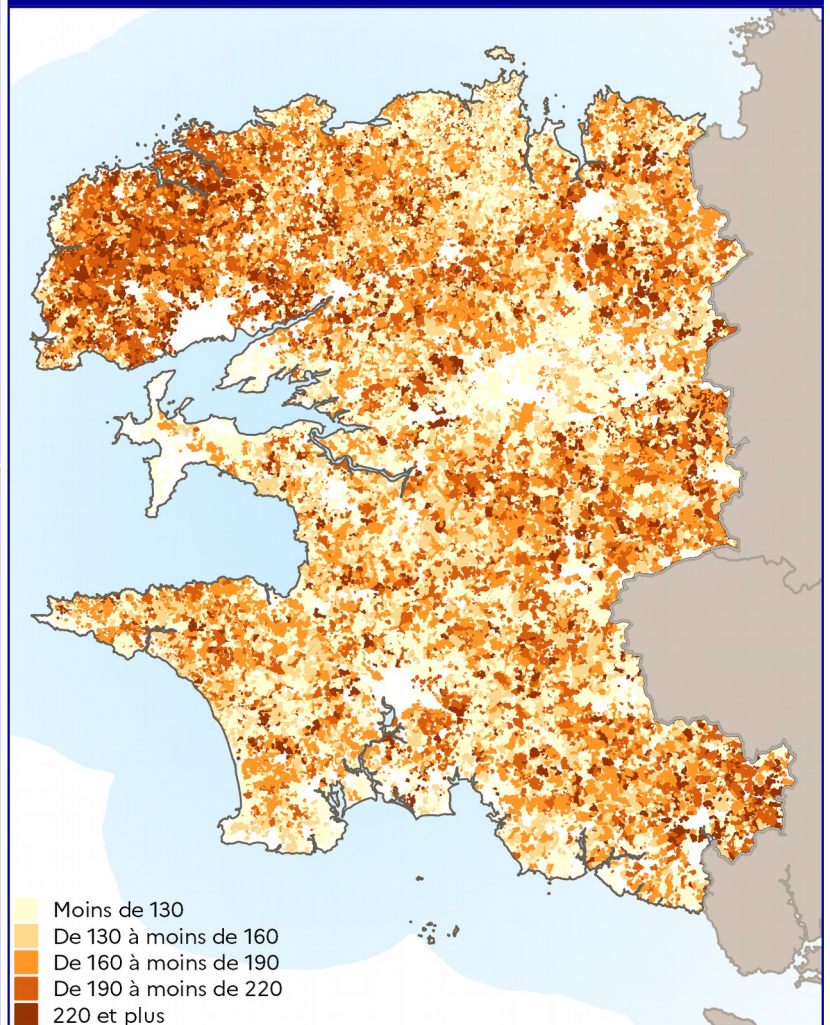 Moins de 130
De 130 à moins de 160
De 160 à moins de 190
De 190 à moins de 220
220 et plus